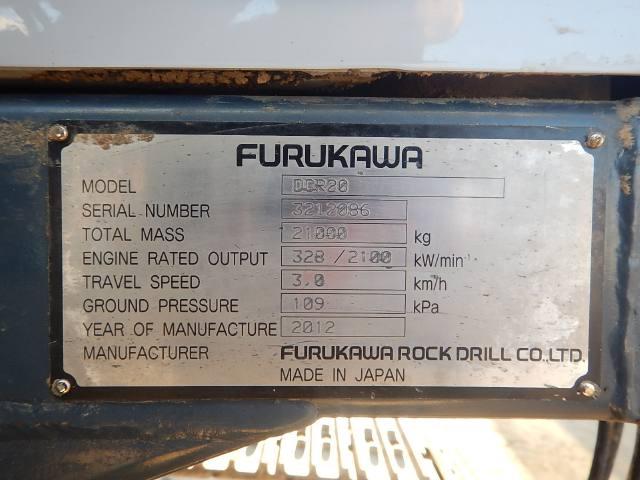 FURUKAWA
MODEL DCR20
SERIAL NUMBER 3212086
TOTAL MASS 21000 kg
ENGINE RATED OUTPUT 328 /2100 kW/min
TRAVEL SPEED 3.0 km/h
GROUND PRESSURE 109 kPa
YEAR OF MANUFACTURE 2012
MANUFACTURER FURUKAWA ROCK DRILL CO.,LTD.
MADE IN JAPAN